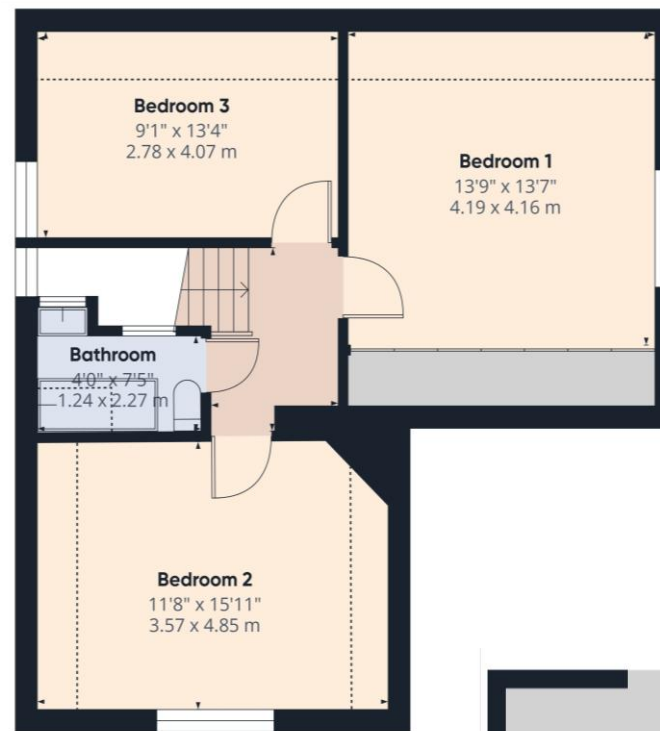 Bedroom 3
9'1" x 13'4"
2.78 x 4.07 m
Bedroom 1
13'9" x 13'7"
4.19 x 4.16 m
Bathroom
4'0" x 7'5"
1.24 x 2.27 m
Bedroom 2
11'8" x 15'11"
3.57 x 4.85 m